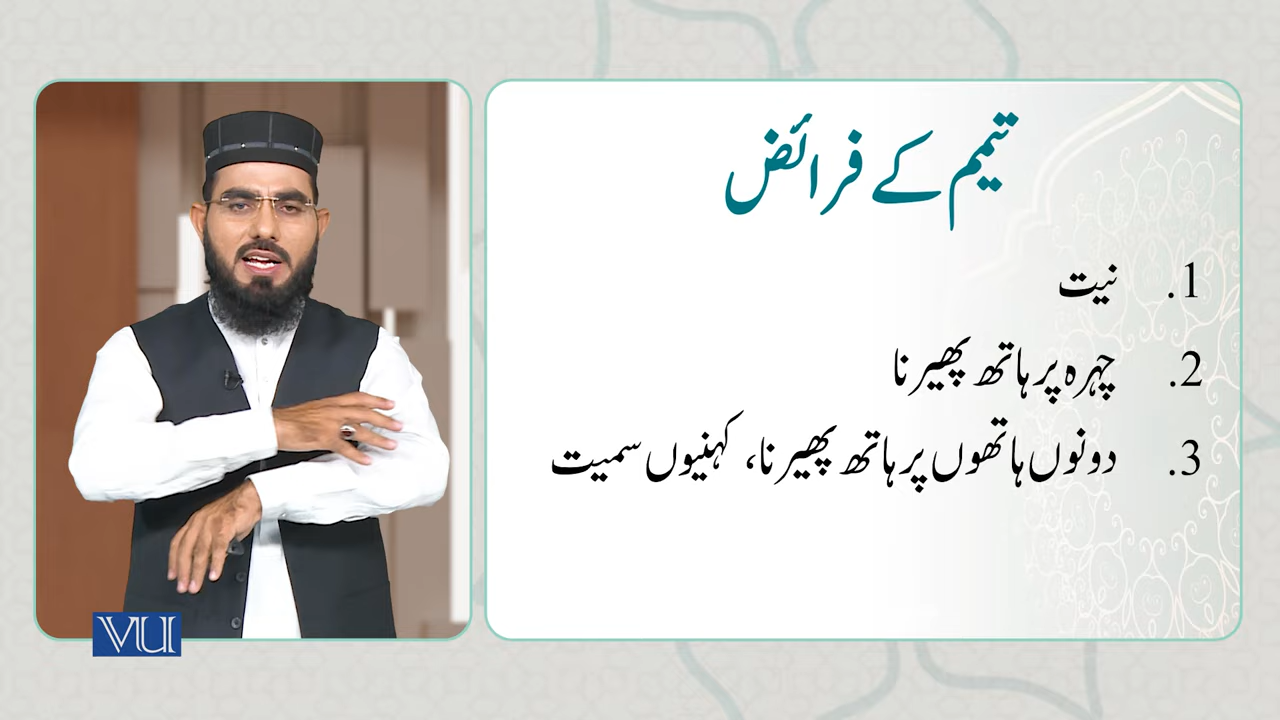 تیمم کے فرائض
1. نیت
2. چہرہ پر ہاتھ پھیرنا
3. دونوں ہاتھوں پر ہاتھ پھیرنا، کہنیوں سمیت
VU